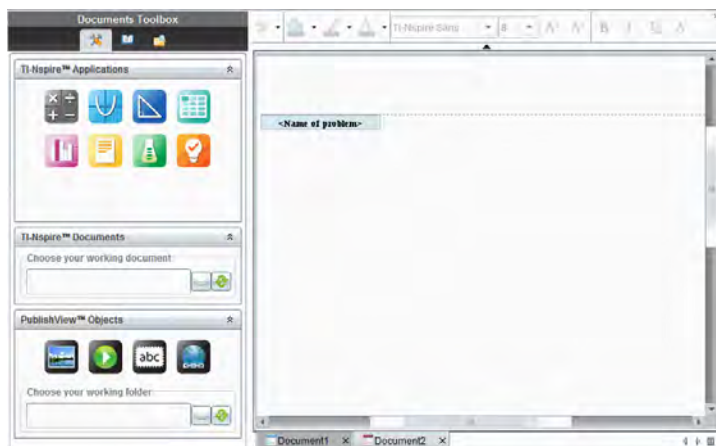 Documents Toolbox
TI-Nspire™ Applications
TI-Nspire™ Documents
Choose your working document
PublishView™ Objects
abc
Choose your working folder
TI-Nspire Sans 8 B I U
<Name of problem>
Document1 × Document2 ×